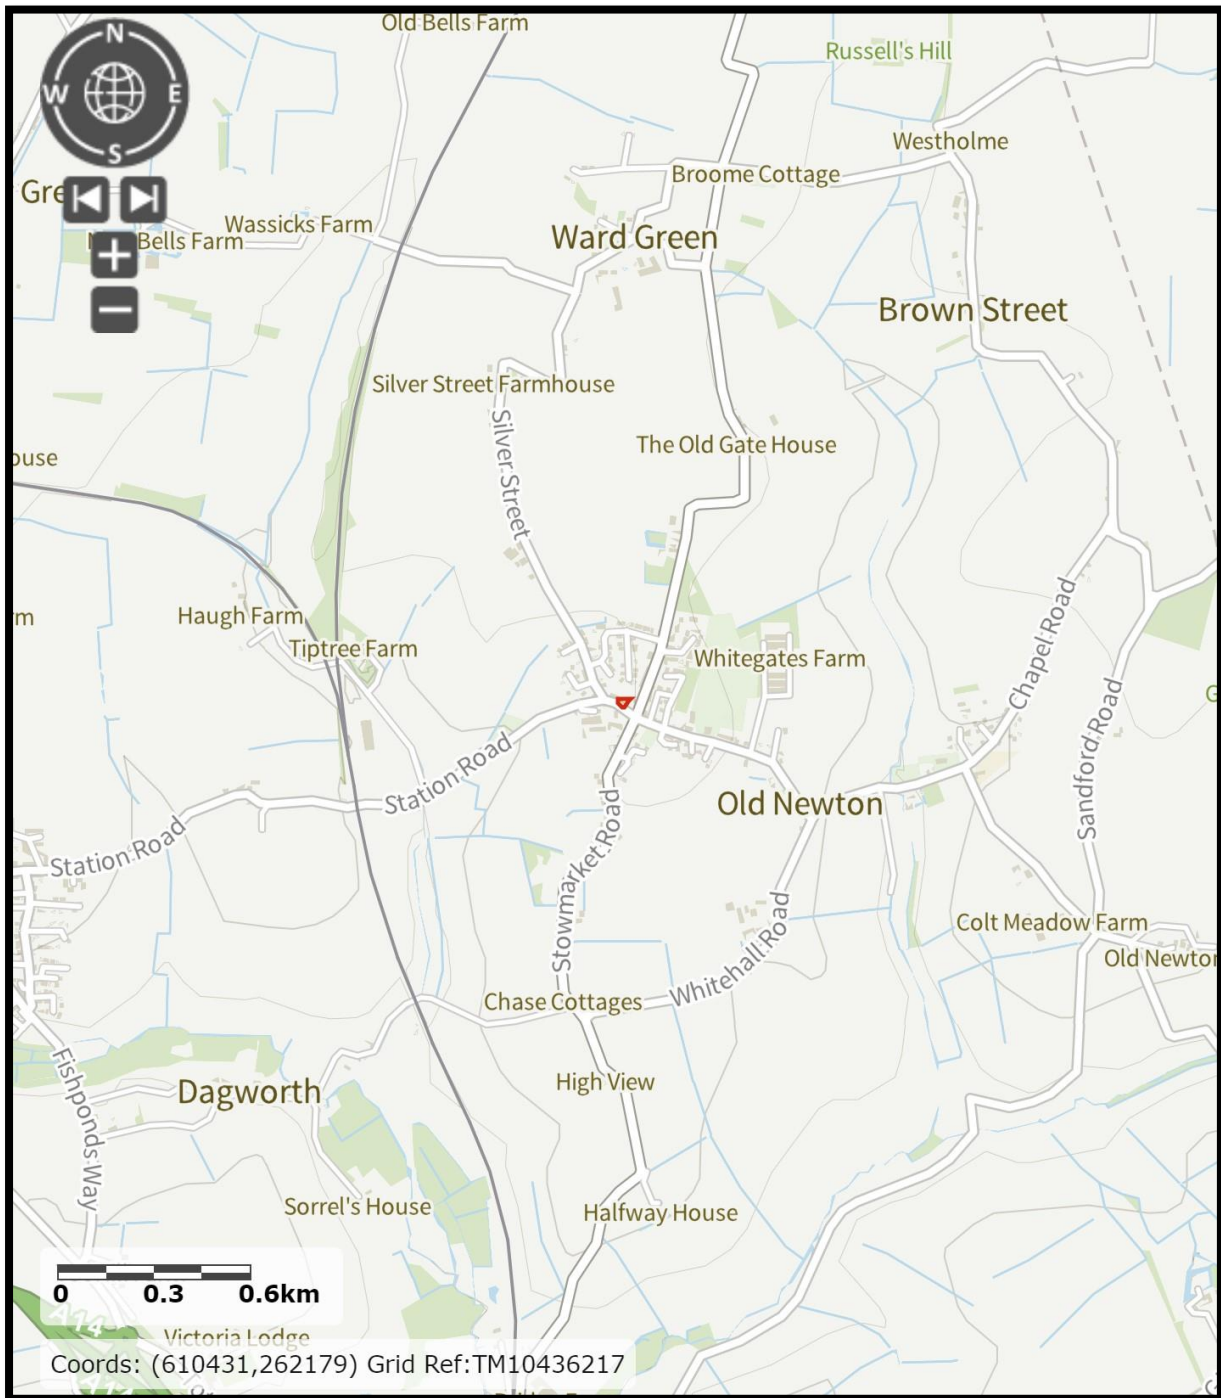 Old Bells Farm
Russell's Hill
N
W
E
S
Westholme
Broome Cottage
Wassicks Farm
Bells Farm
Ward Green
Brown Street
Silver Street Farmhouse
Silver Street
The Old Gate House
Haugh Farm
Tiptree Farm
Whitegates Farm
Chapel Road
Sandford Road
Station Road
Old Newton
Station Road
Stowmarket Road
Whitehall Road
Colt Meadow Farm
Old Newton
Chase Cottages
Fishponds Way
Dagworth
High View
Sorrel's House
Halfway House
0 0.3 0.6km
A14
Victoria Lodge
Coords: (610431,262179) Grid Ref:TM10436217